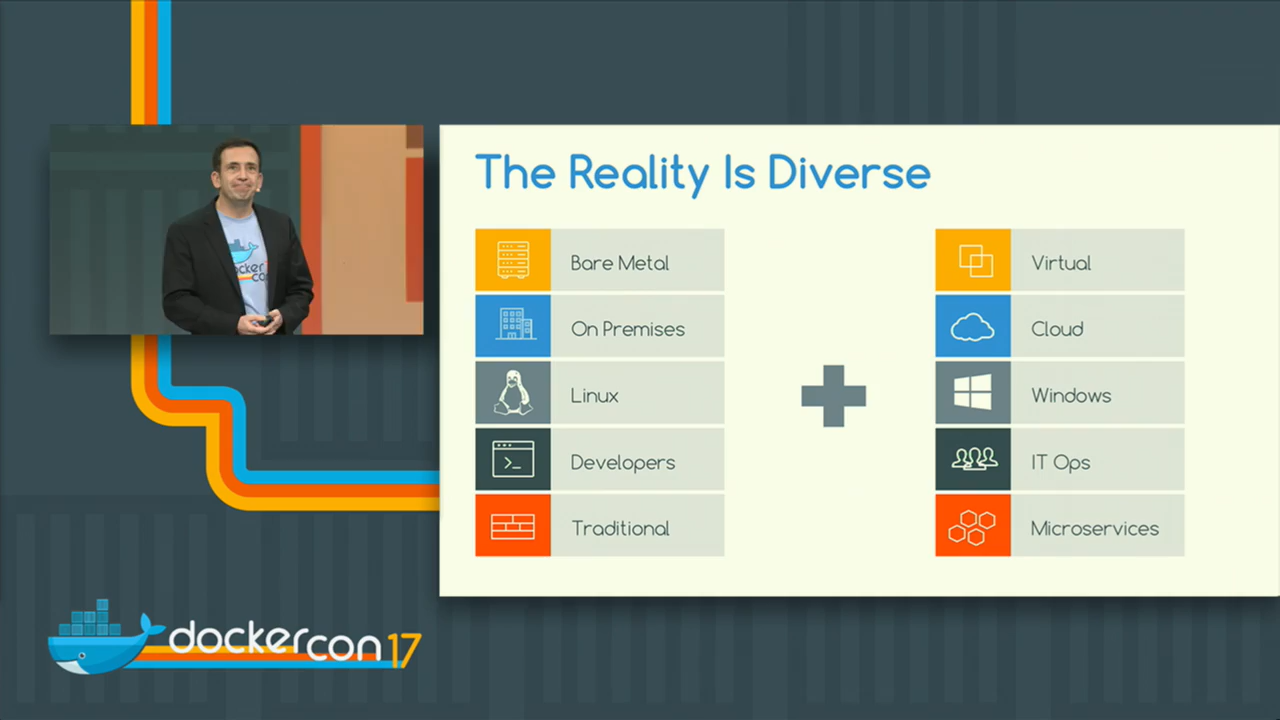 The Reality Is Diverse
Bare Metal
Virtual
On Premises
Cloud
Linux
Windows
Developers
IT Ops
Traditional
Microservices
dockercon17